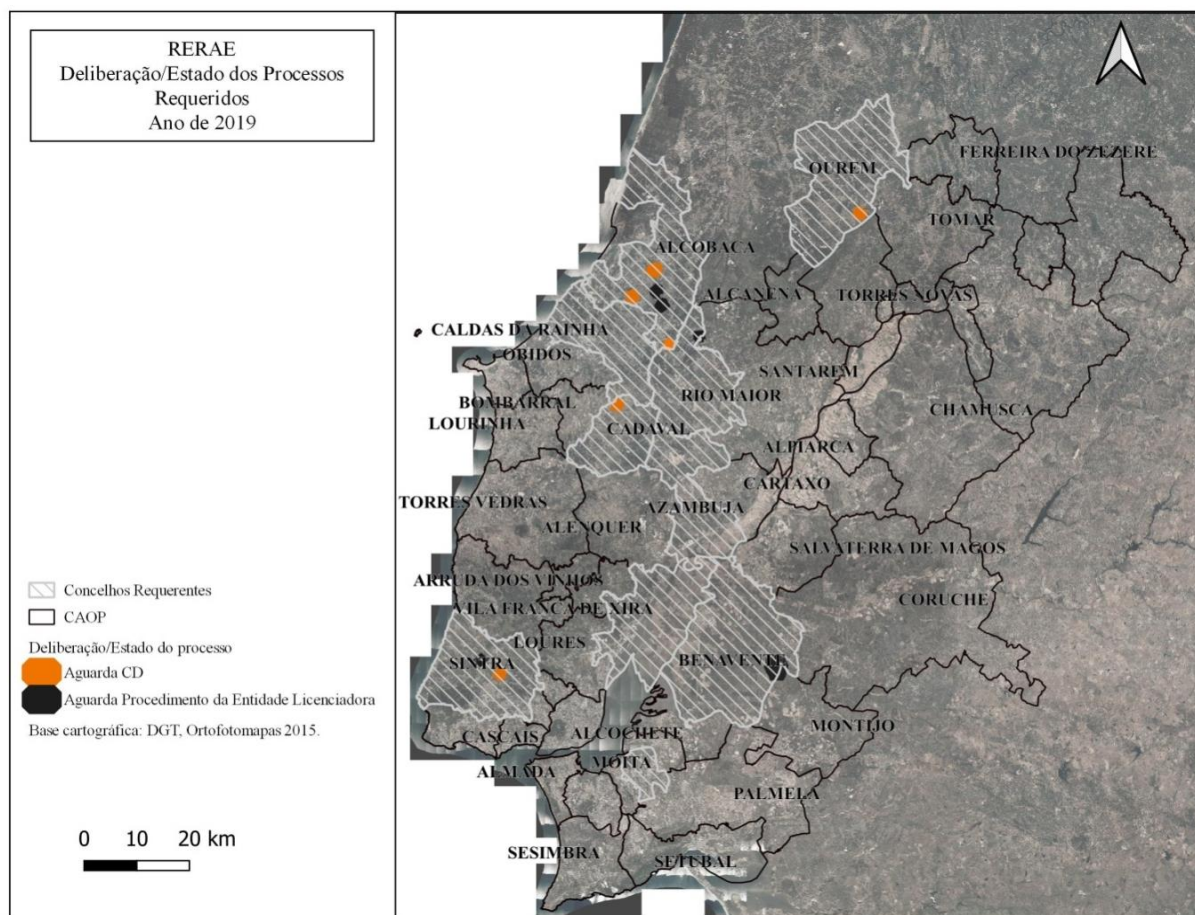 RERAE
Deliberação/Estado dos Processos
Requeridos
Ano de 2019
FERREIRA DO ZEZERE
OUREM
TOMAR
ALCOBACA
ALCANENA
TORRES NOVAS
CALDAS DA RAINHA
OBIDOS
SANTAREM
RIO MAIOR
BOMBARRAL
CHAMUSCA
LOURINHA
CADAVAL
ALPIARCA
CARTAXO
TORRES VEDRAS
AZAMBUJA
ALENQUER
SALVATERRA DE MAGOS
ARRUDA DOS VINHOS
CORUCHE
VILA FRANCA DE XIRA
LOURES
SINTRA
BENAVENTE
MONTIJO
CASCAIS
ALCOCHETE
MOITA
ALMADA
PALMELA
SESIMBRA
SETUBAL
Concelhos Requerentes
CAOP
Deliberação/Estado do processo
Aguarda CD
Aguarda Procedimento da Entidade Licenciadora
Base cartográfica: DGT, Ortofotomapas 2015.
0 10 20 km